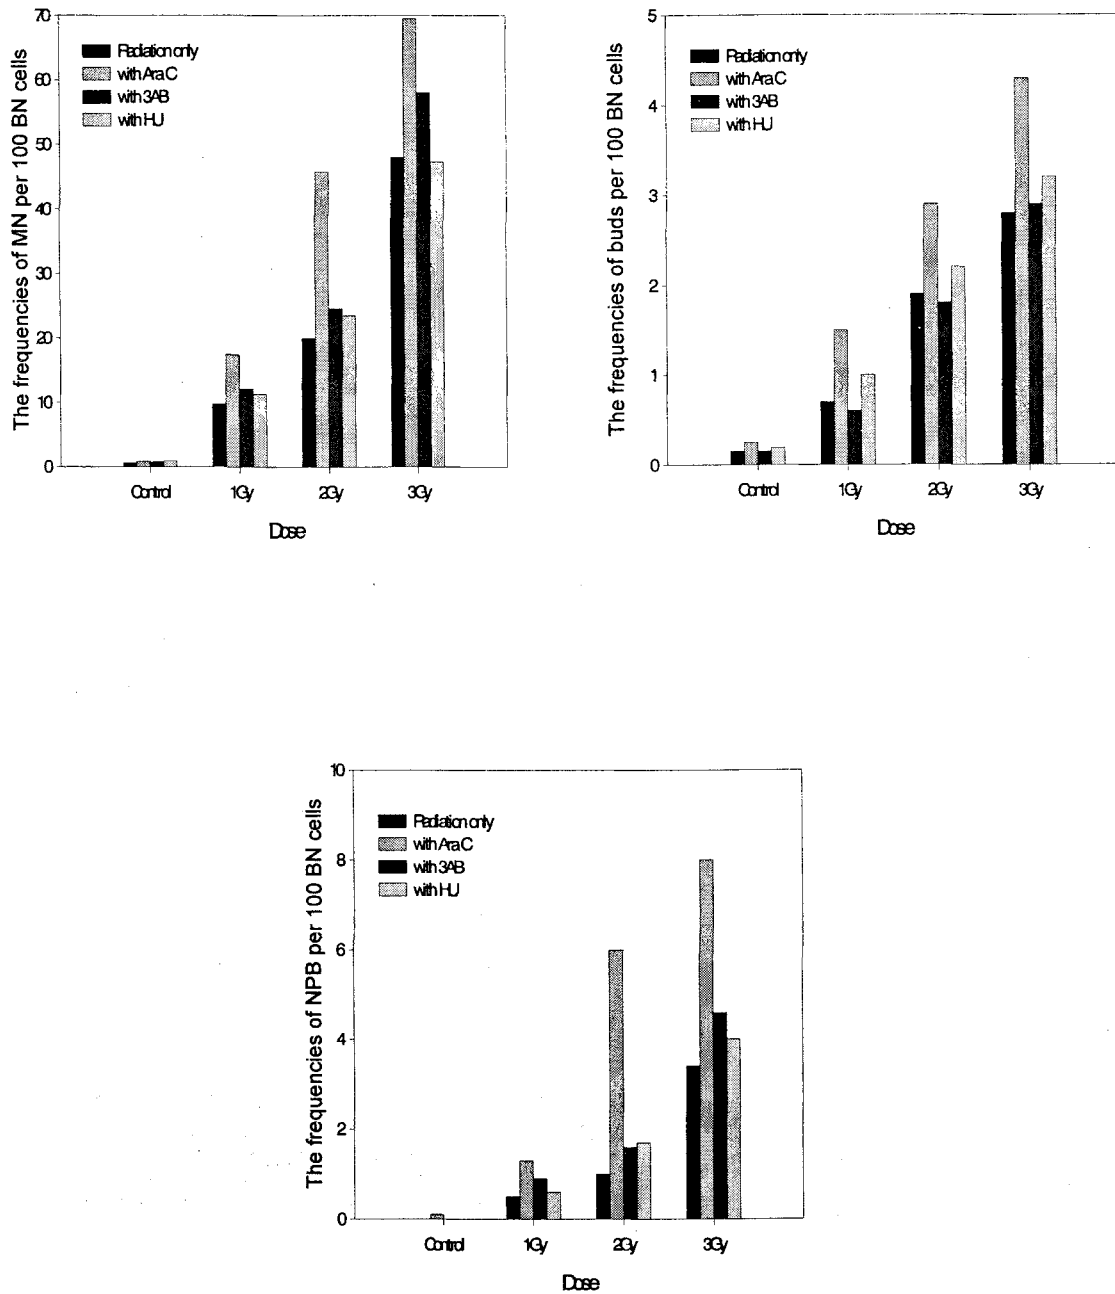 The frequencies of MN per 100 BN cells
70
60
50
40
30
20
10
0
Radiation only
with Ara C
with 3AB
with HU
Control 1Gy 2Gy 3Gy
Dose
The frequencies of buds per 100 BN cells
5
4
3
2
1
0
Radiation only
with Ara C
with 3AB
with HU
Control 1Gy 2Gy 3Gy
Dose
The frequencies of NPB per 100 BN cells
10
8
6
4
2
0
Radiation only
with Ara C
with 3AB
with HU
Control 1Gy 2Gy 3Gy
Dose